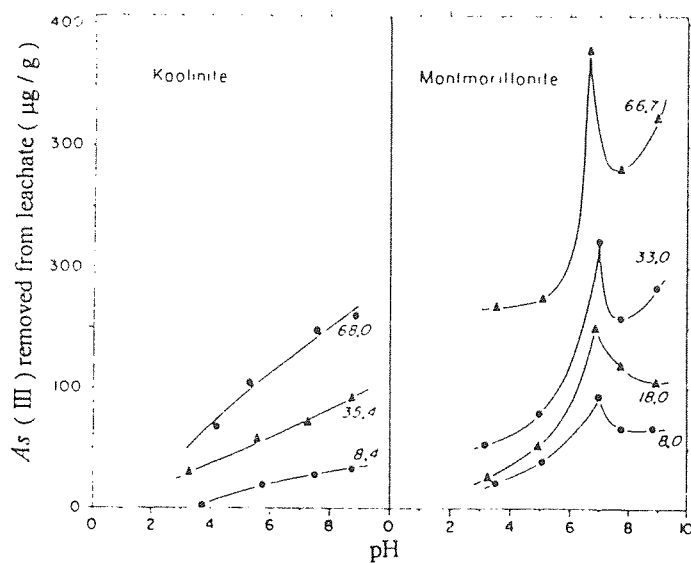 As (III) removed from leachate (µg/g)
400
300
300
100
0
Koolinite
68,0
35,4
8,4
Montmorillonite
66,7
33,0
18,0
8,0
0 2 4 6 8 0 2 4 6 8 10
pH